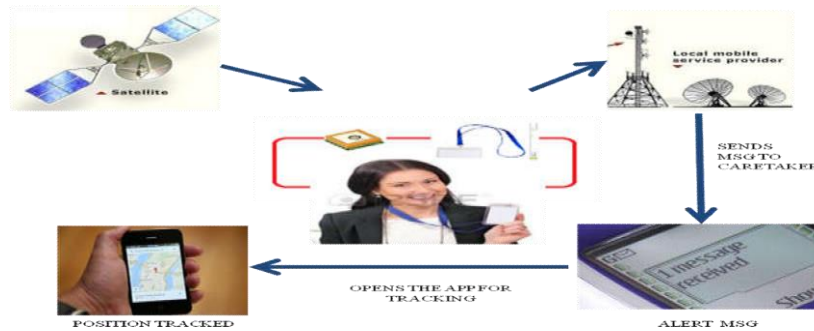 Satellite
Local mobile
service provider
SENDS
MSG TO
CARETAKER
1 message
received
Show
OPENS THE APP FOR
TRACKING
POSITION TRACKED
ALERT MSG